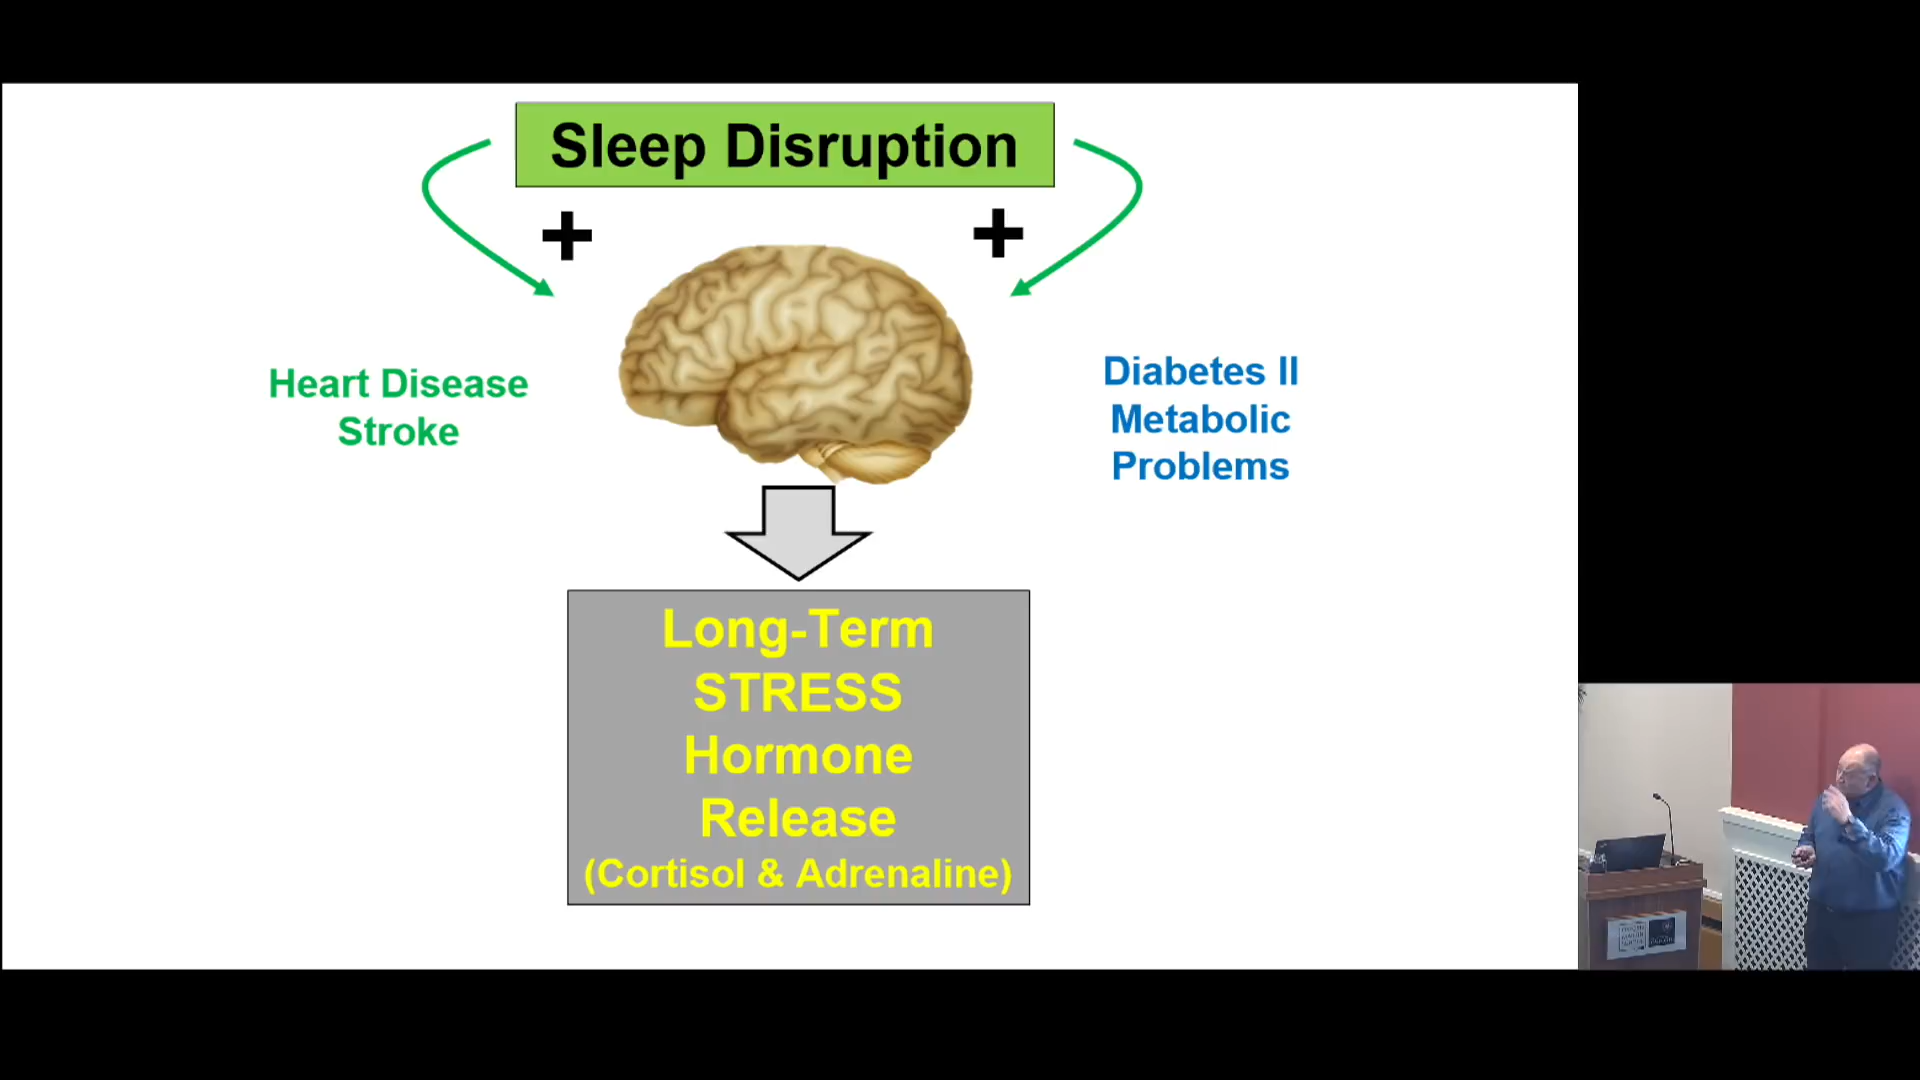 Sleep Disruption
+
+
Heart Disease
Stroke
Diabetes II
Metabolic
Problems
Long-Term
STRESS
Hormone
Release
(Cortisol & Adrenaline)